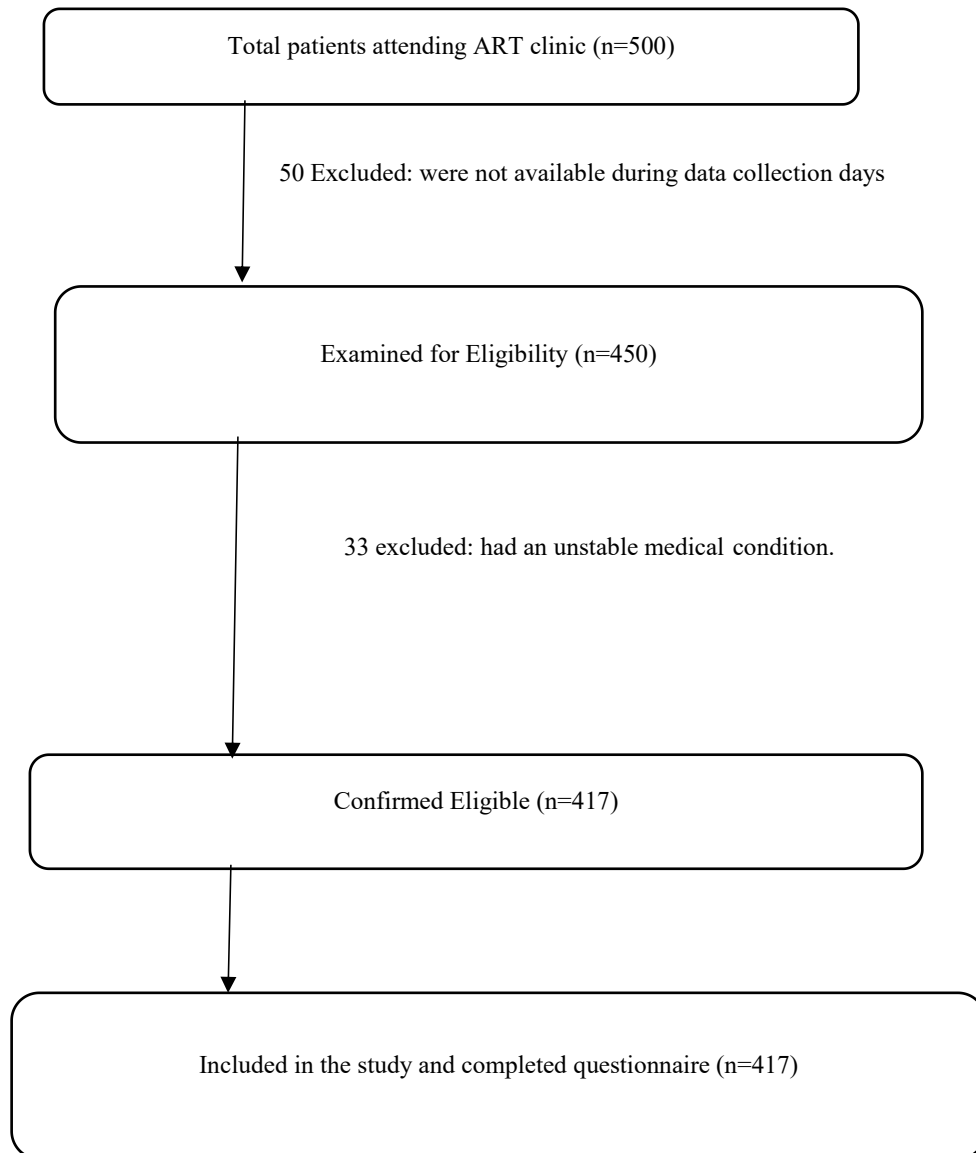 Total patients attending ART clinic (n=500)
50 Excluded: were not available during data collection days
Examined for Eligibility (n=450)
33 excluded: had an unstable medical condition.
Confirmed Eligible (n=417)
Included in the study and completed questionnaire (n=417)